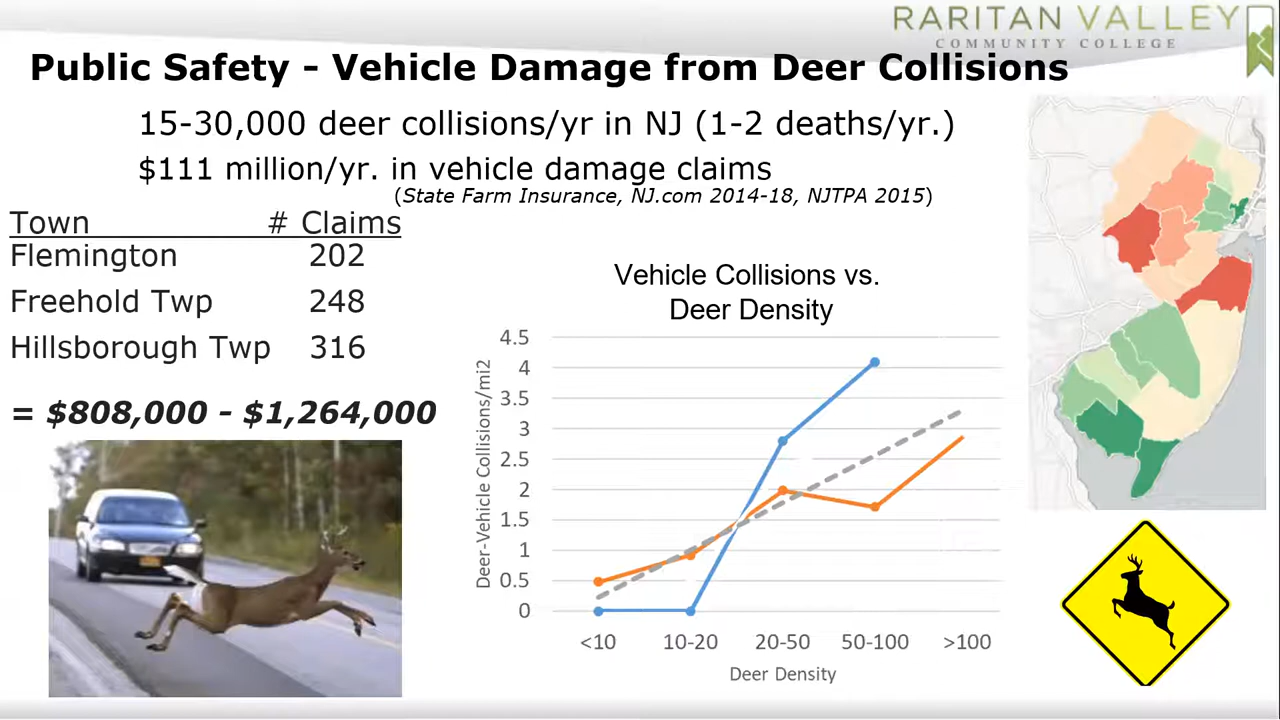 RARITAN VALLEY
COMMUNITY COLLEGE
Public Safety - Vehicle Damage from Deer Collisions
15-30,000 deer collisions/yr in NJ (1-2 deaths/yr.)
$111 million/yr. in vehicle damage claims
(State Farm Insurance, NJ.com 2014-18, NJTPA 2015)
Town # Claims
Flemington 202
Freehold Twp 248
Hillsborough Twp 316
= $808,000 - $1,264,000
Vehicle Collisions vs.
Deer Density
Deer-Vehicle Collisions/mi2
4.5
4
3.5
3
2.5
2
1.5
1
0.5
0
<10 10-20 20-50 50-100 >100
Deer Density